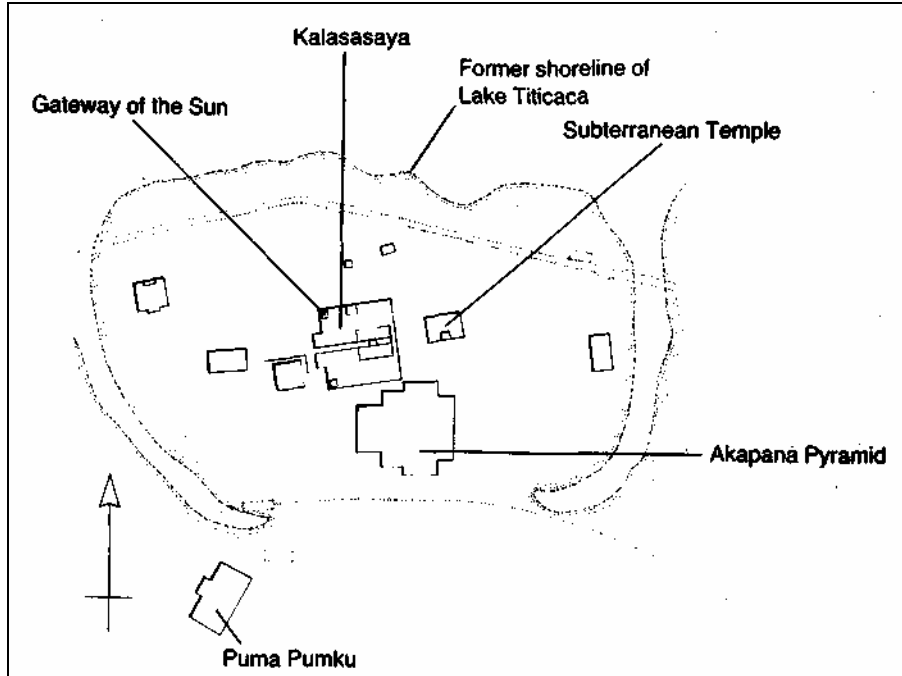 Kalasasaya
Former shoreline of
Lake Titicaca
Gateway of the Sun
Subterranean Temple
Akapana Pyramid
Puma Pumku